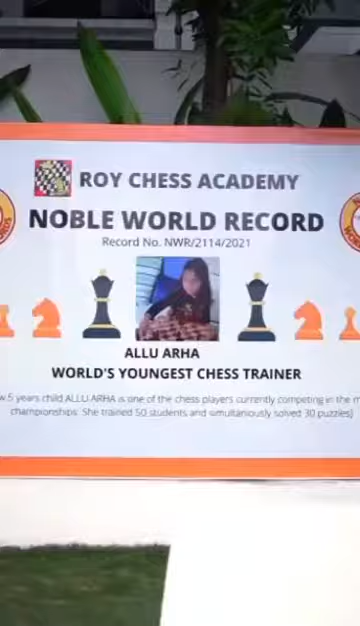 ROY CHESS ACADEMY
NOBLE WORLD RECORD
Record No. NWR/2114/2021
ALLU ARHA
WORLD'S YOUNGEST CHESS TRAINER
5 years child ALLU ARHA is one of the chess players currently competing in the
championships. She trained 50 students and simultaniously solved 30 puzzles]